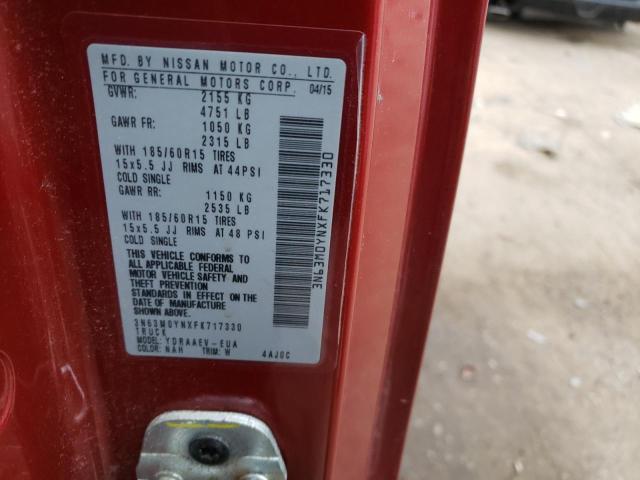 MFD. BY NISSAN MOTOR CO., LTD.
FOR GENERAL MOTORS CORP. 04/15
GVWR: 2155 KG
4751 LB
GAWR FR: 1050 KG
2315 LB
WITH 185/60R15 TIRES
15x5.5 JJ RIMS AT 44PSI
COLD SINGLE
GAWR RR: 1150 KG
2535 LB
WITH 185/60R15 TIRES
15x5.5 JJ RIMS AT 48 PSI
COLD SINGLE
THIS VEHICLE CONFORMS TO
ALL APPLICABLE FEDERAL
MOTOR VEHICLE SAFETY AND
THEFT PREVENTION
STANDARDS IN EFFECT ON THE
DATE OF MANUFACTURE
SHOWN ABOVE.
3N63M0YNXFK717330
TRUCK
MODEL: YDRAAEV-EUA
COLOR: NAH TRIM: W 4AJ0C
3N63M0YNXFK717330